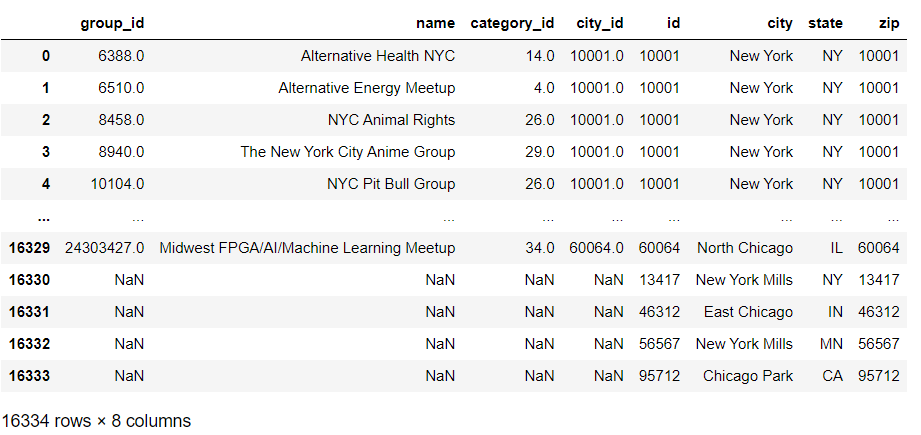 group_id name category_id city_id id city state zip
0 6388.0 Alternative Health NYC 14.0 10001.0 10001 New York NY 10001
1 6510.0 Alternative Energy Meetup 4.0 10001.0 10001 New York NY 10001
2 8458.0 NYC Animal Rights 26.0 10001.0 10001 New York NY 10001
3 8940.0 The New York City Anime Group 29.0 10001.0 10001 New York NY 10001
4 10104.0 NYC Pit Bull Group 26.0 10001.0 10001 New York NY 10001
... ... ... ... ... ... ... ... ...
16329 24303427.0 Midwest FPGA/AI/Machine Learning Meetup 34.0 60064.0 60064 North Chicago IL 60064
16330 NaN NaN NaN NaN 13417 New York Mills NY 13417
16331 NaN NaN NaN NaN 46312 East Chicago IN 46312
16332 NaN NaN NaN NaN 56567 New York Mills MN 56567
16333 NaN NaN NaN NaN 95712 Chicago Park CA 95712
16334 rows × 8 columns